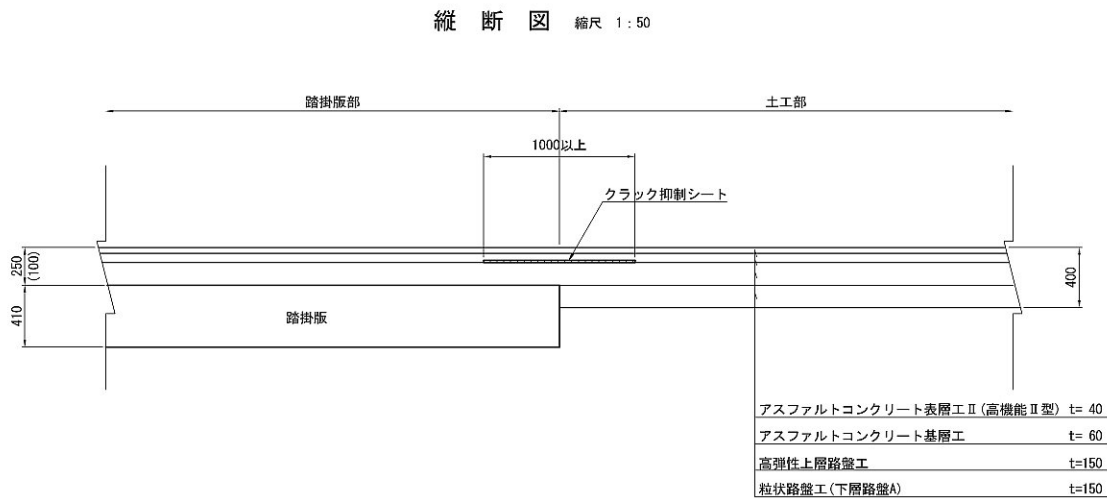 縦断図 縮尺 1:50
踏掛版部
土工部
1000以上
クラック抑制シート
250
(100)
400
410
踏掛版
アスファルトコンクリート表層工Ⅱ(高機能Ⅱ型) t= 40
アスファルトコンクリート基層工 t= 60
高弾性上層路盤工 t=150
粒状路盤工(下層路盤A) t=150